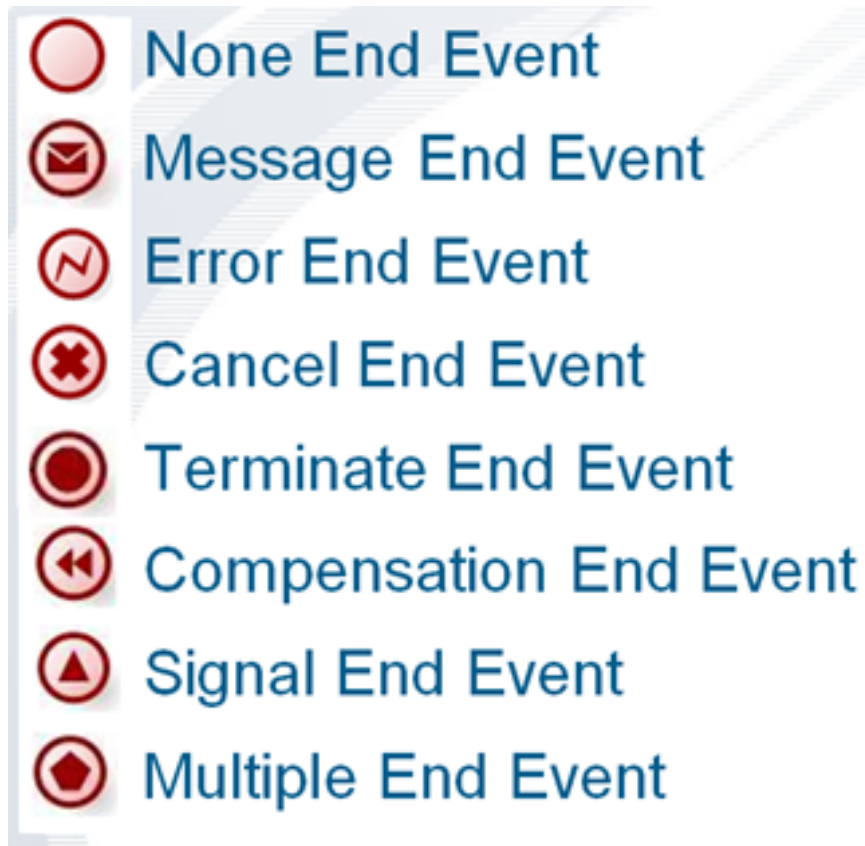 None End Event
Message End Event
Error End Event
Cancel End Event
Terminate End Event
Compensation End Event
Signal End Event
Multiple End Event